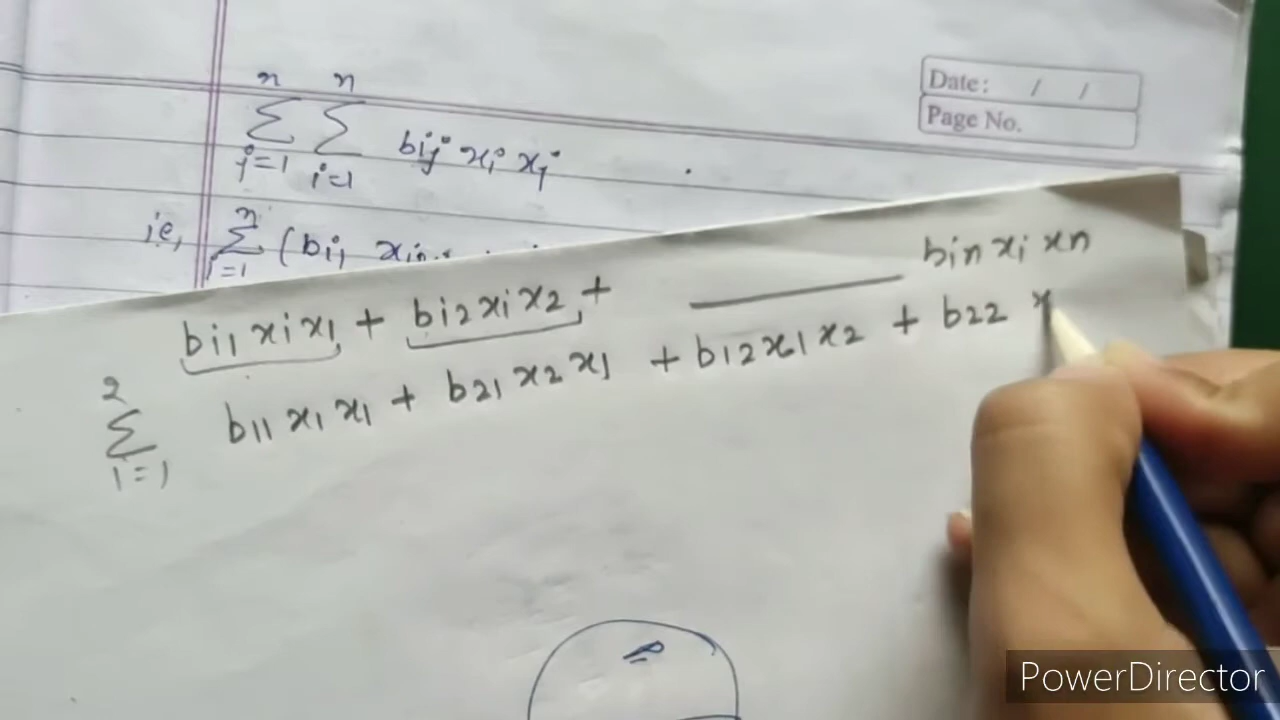 Date: / /
Page No.
n n
Σ Σ bij xi xj
j=1 i=1
n
ie, Σ (bi1 xi
i=1
bi1 xi x1 + bi2 xi x2 + ——— bin xi xn
2
Σ b11 x1 x1 + b21 x2 x1 + b12 x1 x2 + b22 x
i=1
PowerDirector